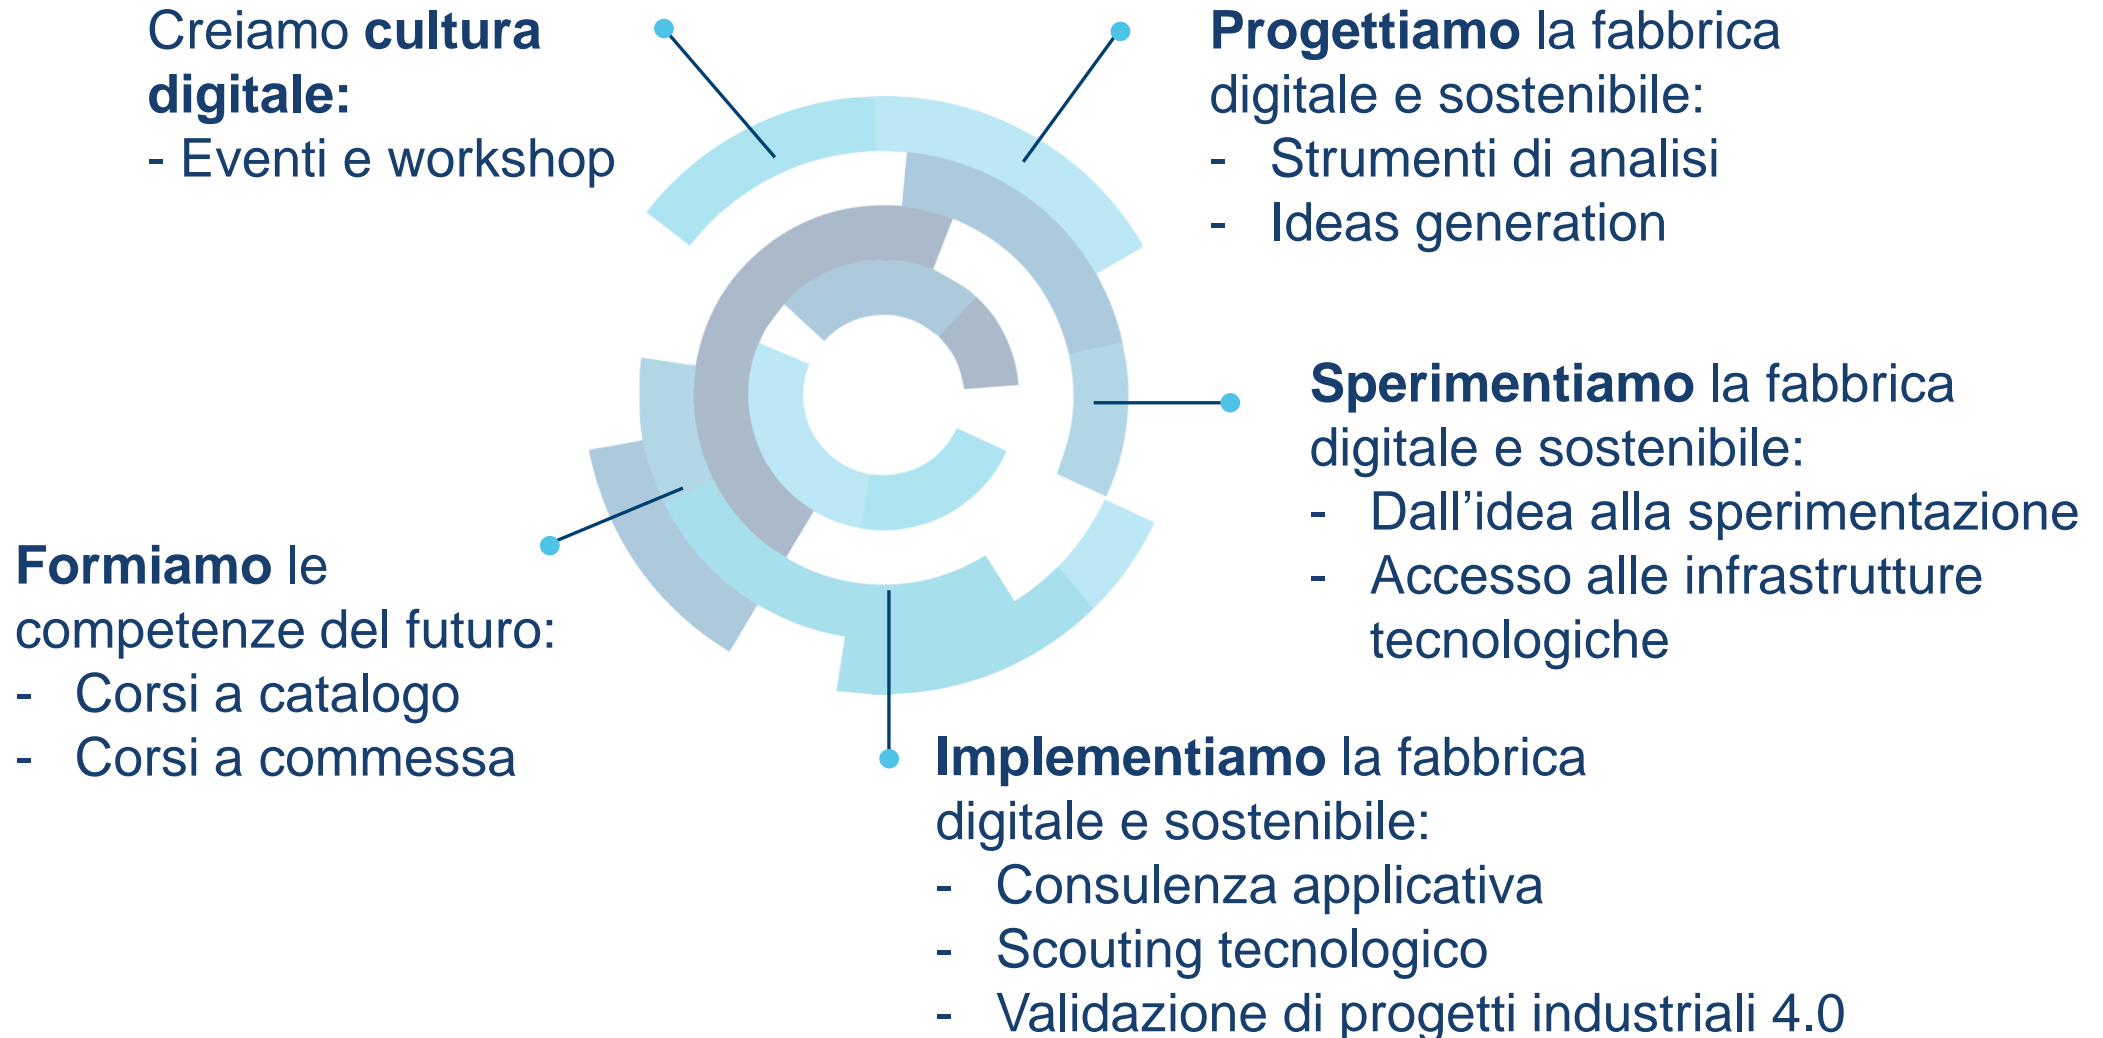 Creiamo cultura
digitale:
- Eventi e workshop
Progettiamo la fabbrica
digitale e sostenibile:
- Strumenti di analisi
- Ideas generation
Sperimentiamo la fabbrica
digitale e sostenibile:
- Dall’idea alla sperimentazione
- Accesso alle infrastrutture
tecnologiche
Formiamo le
competenze del futuro:
- Corsi a catalogo
- Corsi a commessa
Implementiamo la fabbrica
digitale e sostenibile:
- Consulenza applicativa
- Scouting tecnologico
- Validazione di progetti industriali 4.0